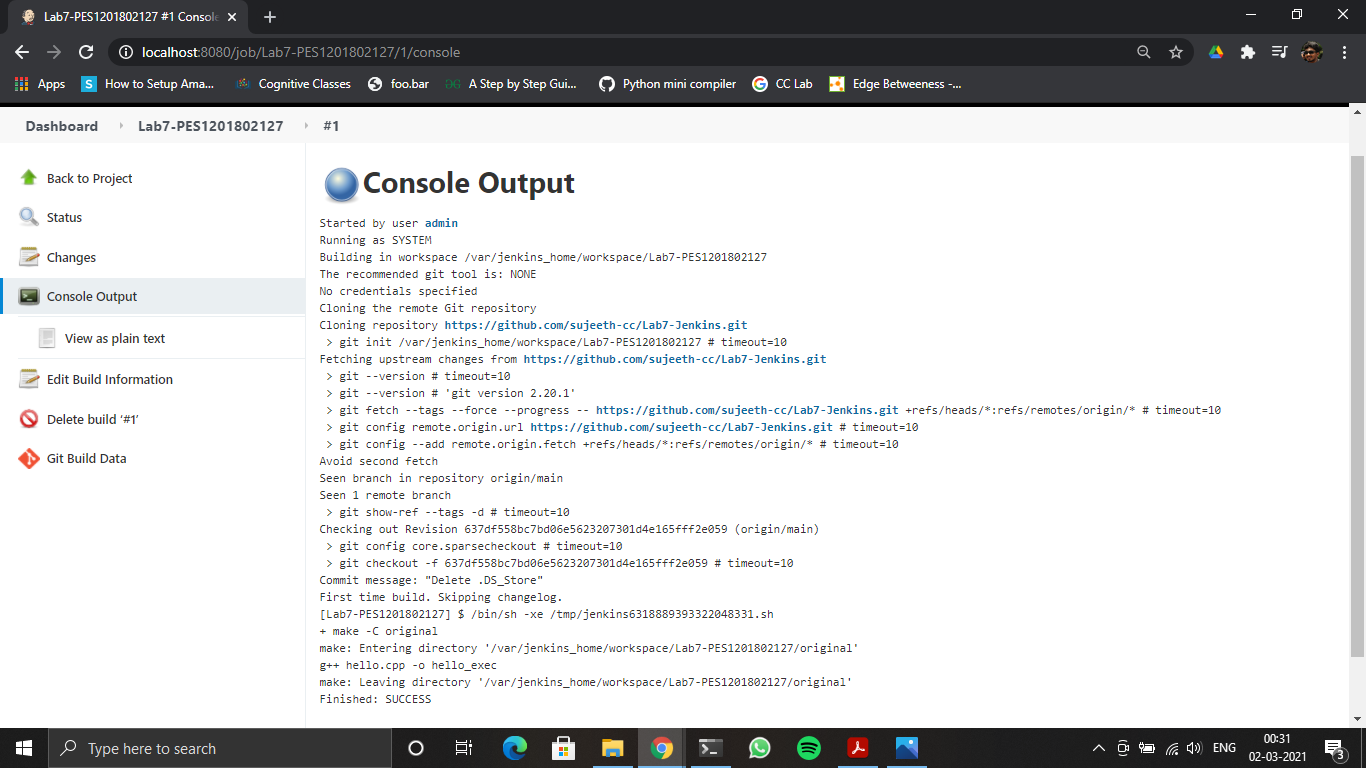 Lab7-PES1201802127 #1 Console
localhost:8080/job/Lab7-PES1201802127/1/console
Apps
How to Setup Ama...
Cognitive Classes
foo.bar
A Step by Step Gui...
Python mini compiler
CC Lab
Edge Betweeness -...
Dashboard
Lab7-PES1201802127
#1
Back to Project
Status
Changes
Console Output
View as plain text
Edit Build Information
Delete build ‘#1’
Git Build Data
Console Output
Started by user admin
Running as SYSTEM
Building in workspace /var/jenkins_home/workspace/Lab7-PES1201802127
The recommended git tool is: NONE
No credentials specified
Cloning the remote Git repository
Cloning repository https://github.com/sujeeth-cc/Lab7-Jenkins.git
> git init /var/jenkins_home/workspace/Lab7-PES1201802127 # timeout=10
Fetching upstream changes from https://github.com/sujeeth-cc/Lab7-Jenkins.git
> git --version # timeout=10
> git --version # 'git version 2.20.1'
> git fetch --tags --force --progress -- https://github.com/sujeeth-cc/Lab7-Jenkins.git +refs/heads/*:refs/remotes/origin/* # timeout=10
> git config remote.origin.url https://github.com/sujeeth-cc/Lab7-Jenkins.git # timeout=10
> git config --add remote.origin.fetch +refs/heads/*:refs/remotes/origin/* # timeout=10
Avoid second fetch
Seen branch in repository origin/main
Seen 1 remote branch
> git show-ref --tags -d # timeout=10
Checking out Revision 637df558bc7bd06e5623207301d4e165fff2e059 (origin/main)
> git config core.sparsecheckout # timeout=10
> git checkout -f 637df558bc7bd06e5623207301d4e165fff2e059 # timeout=10
Commit message: "Delete .DS_Store"
First time build. Skipping changelog.
[Lab7-PES1201802127] $ /bin/sh -xe /tmp/jenkins6318889393322048331.sh
+ make -C original
make: Entering directory '/var/jenkins_home/workspace/Lab7-PES1201802127/original'
g++ hello.cpp -o hello_exec
make: Leaving directory '/var/jenkins_home/workspace/Lab7-PES1201802127/original'
Finished: SUCCESS
Type here to search
ENG
00:31
02-03-2021
3